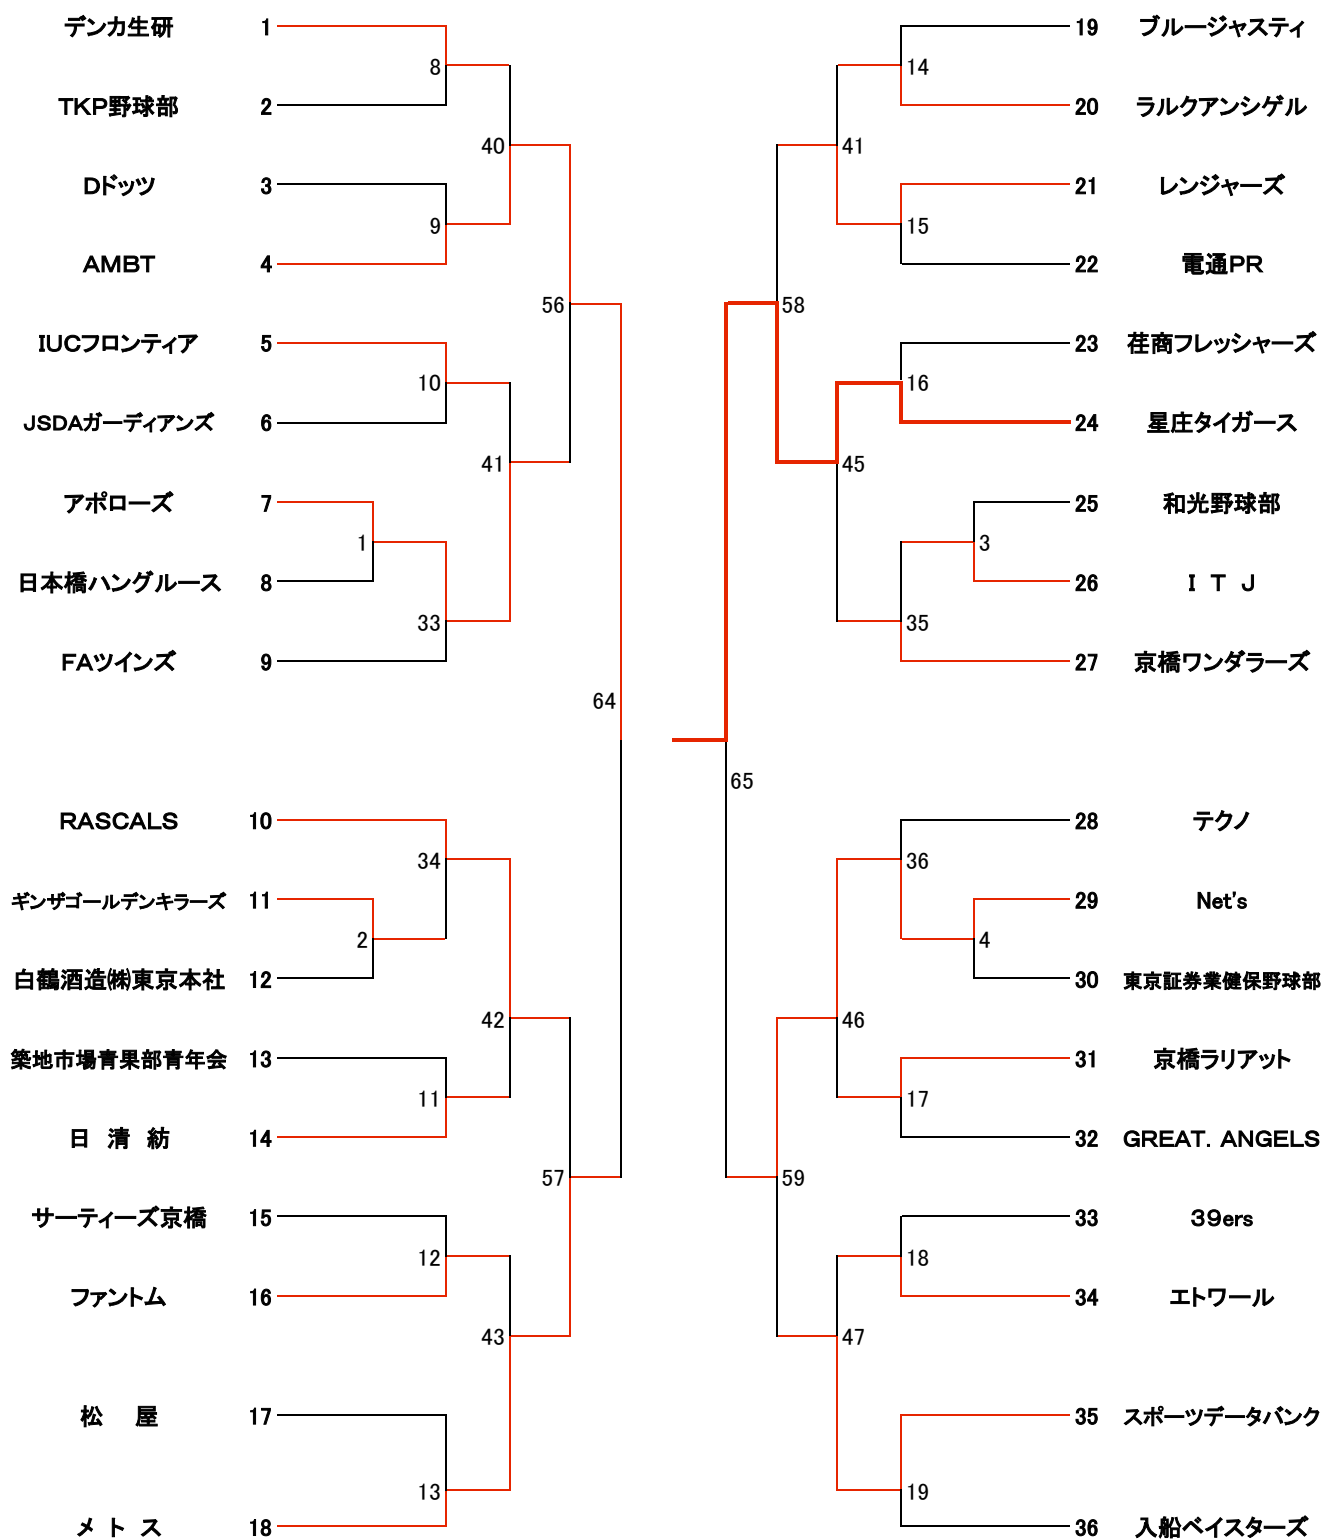 デンカ生研 1
8
TKP野球部 2
40
Dドッツ 3
9
AMBT 4
56
IUCフロンティア 5
10
JSDAガーディアンズ 6
41
アポローズ 7
1
日本橋ハングルース 8
33
FAツインズ 9
64
RASCALS 10
34
ギンザゴールデンキラーズ 11
2
白鶴酒造㈱東京本社 12
42
築地市場青果部青年会 13
11
日 清 紡 14
57
サーティーズ京橋 15
12
ファントム 16
43
松 屋 17
13
メ ト ス 18
19 ブルージャスティ
14
20 ラルクアンシゲル
41
21 レンジャーズ
15
22 電通PR
58
23 荏商フレッシャーズ
16
24 星庄タイガース
45
25 和光野球部
3
26 I T J
35
27 京橋ワンダラーズ
65
28 テクノ
36
29 Net's
4
30 東京証券業健保野球部
46
31 京橋ラリアット
17
32 GREAT. ANGELS
59
33 39ers
18
34 エトワール
47
35 スポーツデータバンク
19
36 入船ベイスターズ